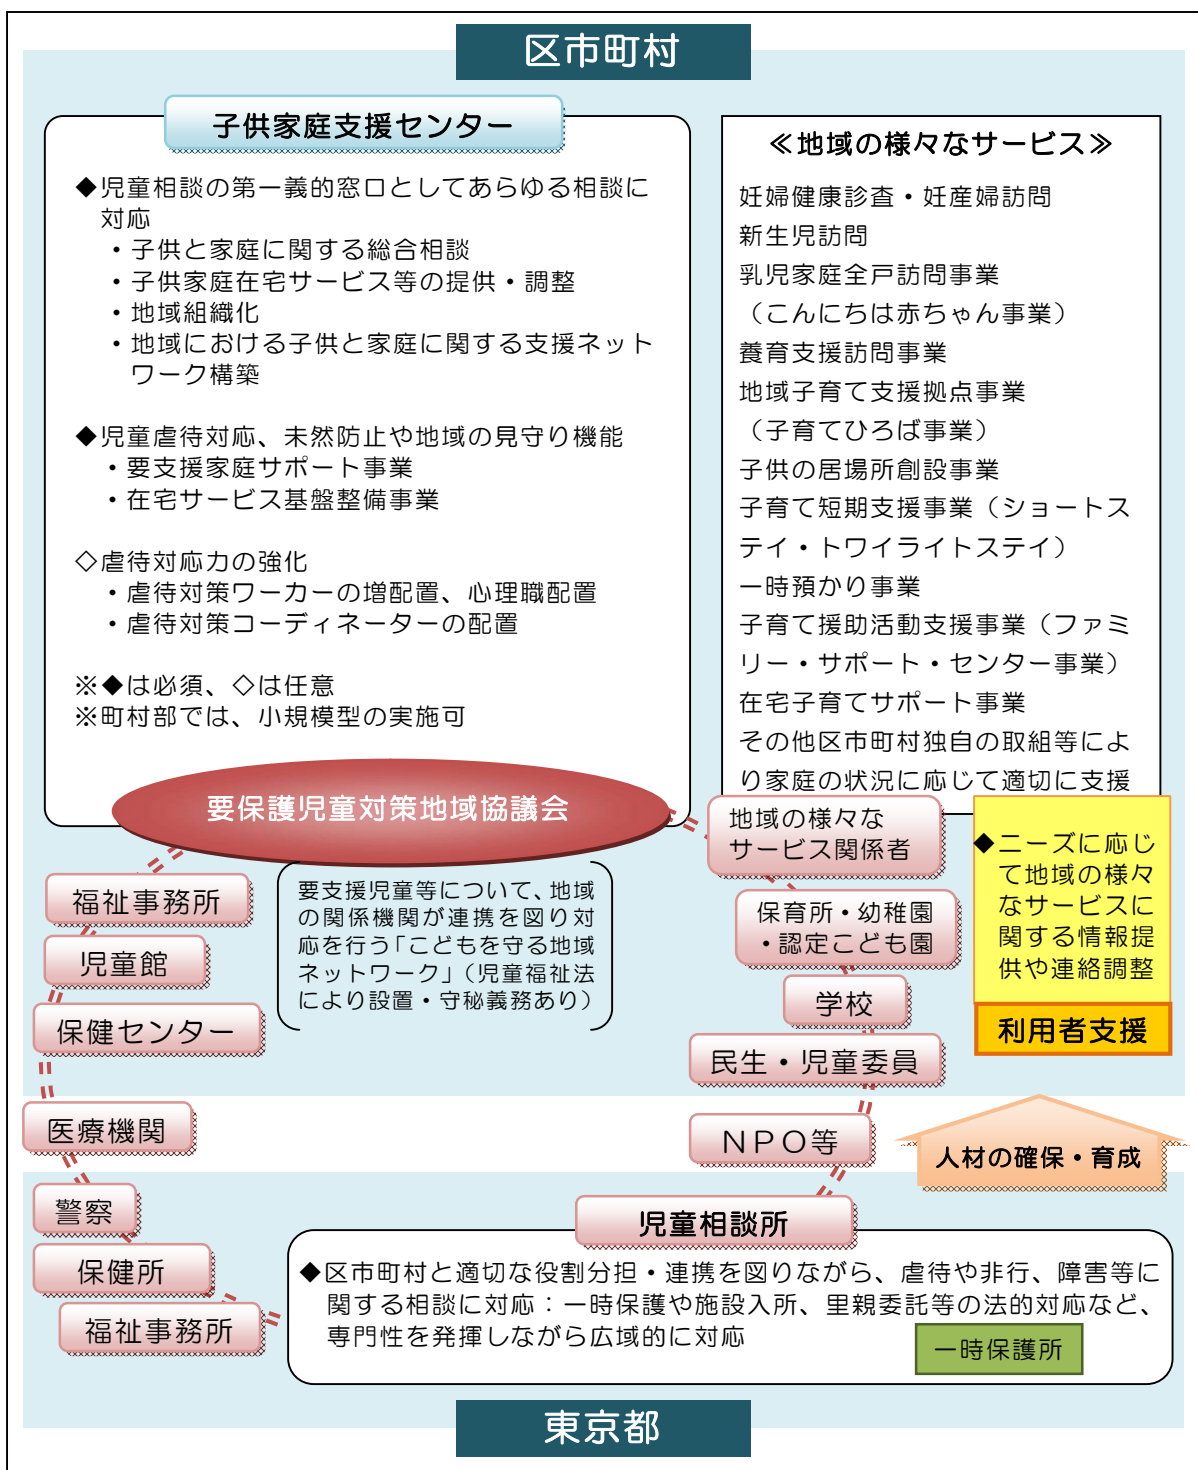 区市町村
子供家庭支援センター
◆児童相談の第一義的窓口としてあらゆる相談に
対応
・子供と家庭に関する総合相談
・子供家庭在宅サービス等の提供・調整
・地域組織化
・地域における子供と家庭に関する支援ネット
ワーク構築
◆児童虐待対応、未然防止や地域の見守り機能
・要支援家庭サポート事業
・在宅サービス基盤整備事業
◇虐待対応力の強化
・虐待対策ワーカーの増配置、心理職配置
・虐待対策コーディネーターの配置
※◆は必須、◇は任意
※町村部では、小規模型の実施可
≪地域の様々なサービス≫
妊婦健康診査・妊産婦訪問
新生児訪問
乳児家庭全戸訪問事業
（こんにちは赤ちゃん事業）
養育支援訪問事業
地域子育て支援拠点事業
（子育てひろば事業）
子供の居場所創設事業
子育て短期支援事業（ショートス
テイ・トワイライトステイ）
一時預かり事業
子育て援助活動支援事業（ファミ
リー・サポート・センター事業）
在宅子育てサポート事業
その他区市町村独自の取組等によ
り家庭の状況に応じて適切に支援
要保護児童対策地域協議会
要支援児童等について、地域
の関係機関が連携を図り対
応を行う「こどもを守る地域
ネットワーク」（児童福祉法
により設置・守秘義務あり）
福祉事務所
児童館
保健センター
医療機関
警察
保健所
福祉事務所
地域の様々な
サービス関係者
保育所・幼稚園
・認定こども園
学校
民生・児童委員
ＮＰＯ等
◆ニーズに応じ
て地域の様々
なサービスに
関する情報提
供や連絡調整
利用者支援
人材の確保・育成
児童相談所
◆区市町村と適切な役割分担・連携を図りながら、虐待や非行、障害等に
関する相談に対応：一時保護や施設入所、里親委託等の法的対応など、
専門性を発揮しながら広域的に対応
一時保護所
東京都